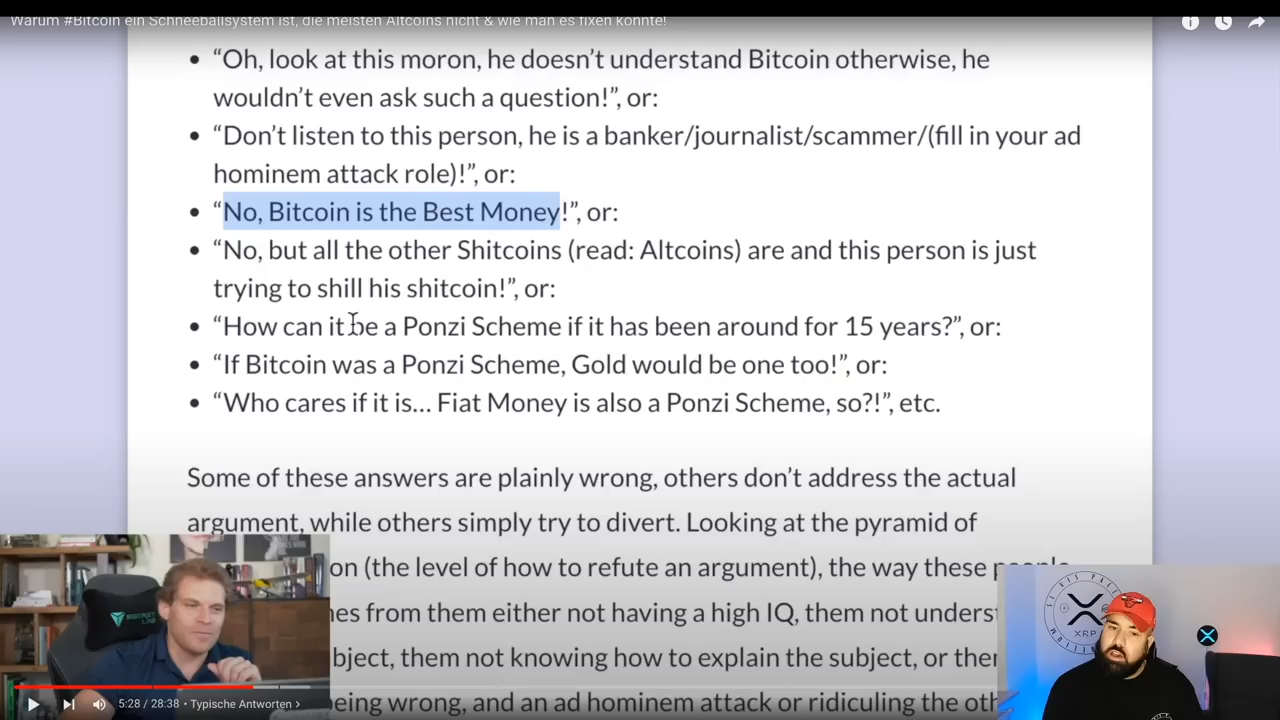 Warum #Bitcoin ein Schneeballsystem ist, die meisten Altcoins nicht & wie man es fixen könnte!
• “Oh, look at this moron, he doesn’t understand Bitcoin otherwise, he
wouldn’t even ask such a question!”, or:
• “Don’t listen to this person, he is a banker/journalist/scammer/(fill in your ad
hominem attack role)!”, or:
• “No, Bitcoin is the Best Money!”, or:
• “No, but all the other Shitcoins (read: Altcoins) are and this person is just
trying to shill his shitcoin!”, or:
• “How can it be a Ponzi Scheme if it has been around for 15 years?”, or:
• “If Bitcoin was a Ponzi Scheme, Gold would be one too!”, or:
• “Who cares if it is… Fiat Money is also a Ponzi Scheme, so?!”, etc.
Some of these answers are plainly wrong, others don’t address the actual
argument, while others simply try to divert. Looking at the pyramid of
on (the level of how to refute an argument), the way these people
nes from them either not having a high IQ, them not underst
bject, them not knowing how to explain the subject, or ther
eing wrong, and an ad hominem attack or ridiculing the oth
SECRET
LAB
XRP
5:28 / 28:38 • Typische Antworten >